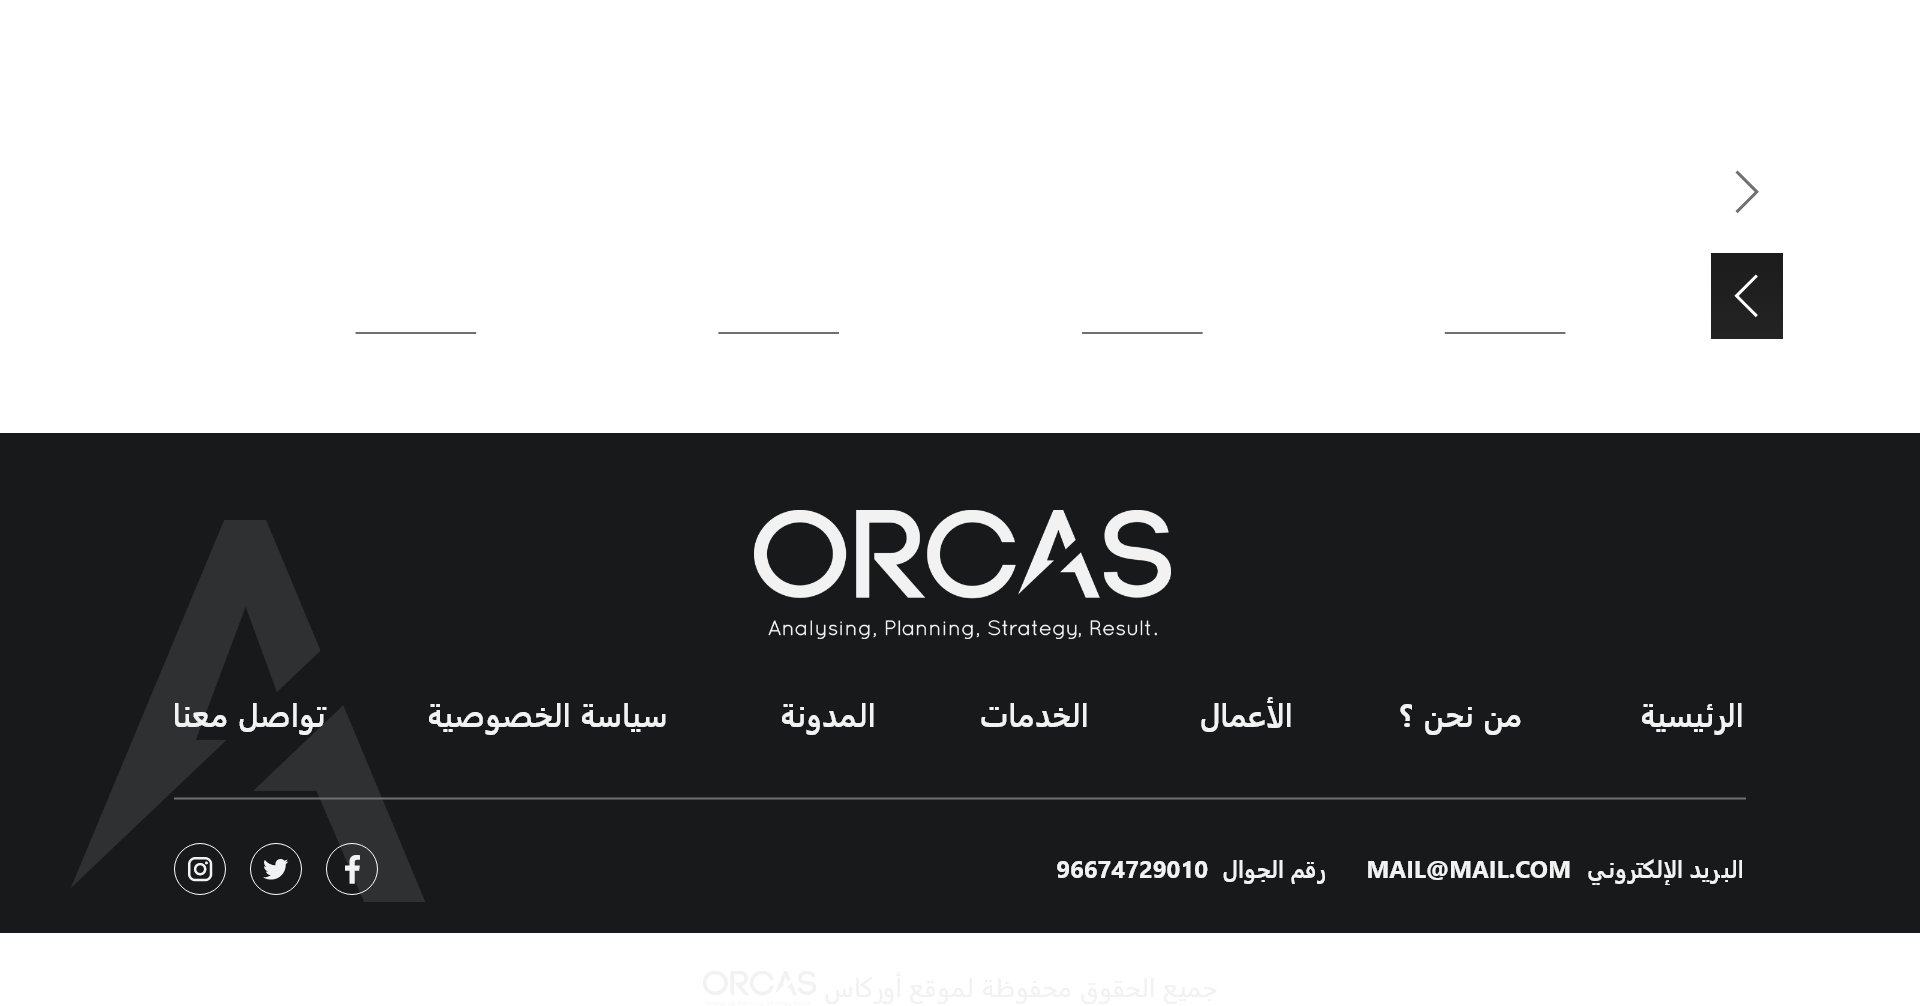 ORCAS
Analysing, Planning, Strategy, Result.
الرئيسية من نحن ؟ الأعمال الخدمات المدونة سياسة الخصوصية تواصل معنا
البريد الإلكتروني MAIL@MAIL.COM رقم الجوال 96674729010
جميع الحقوق محفوظة لموقع أوركاس ORCAS